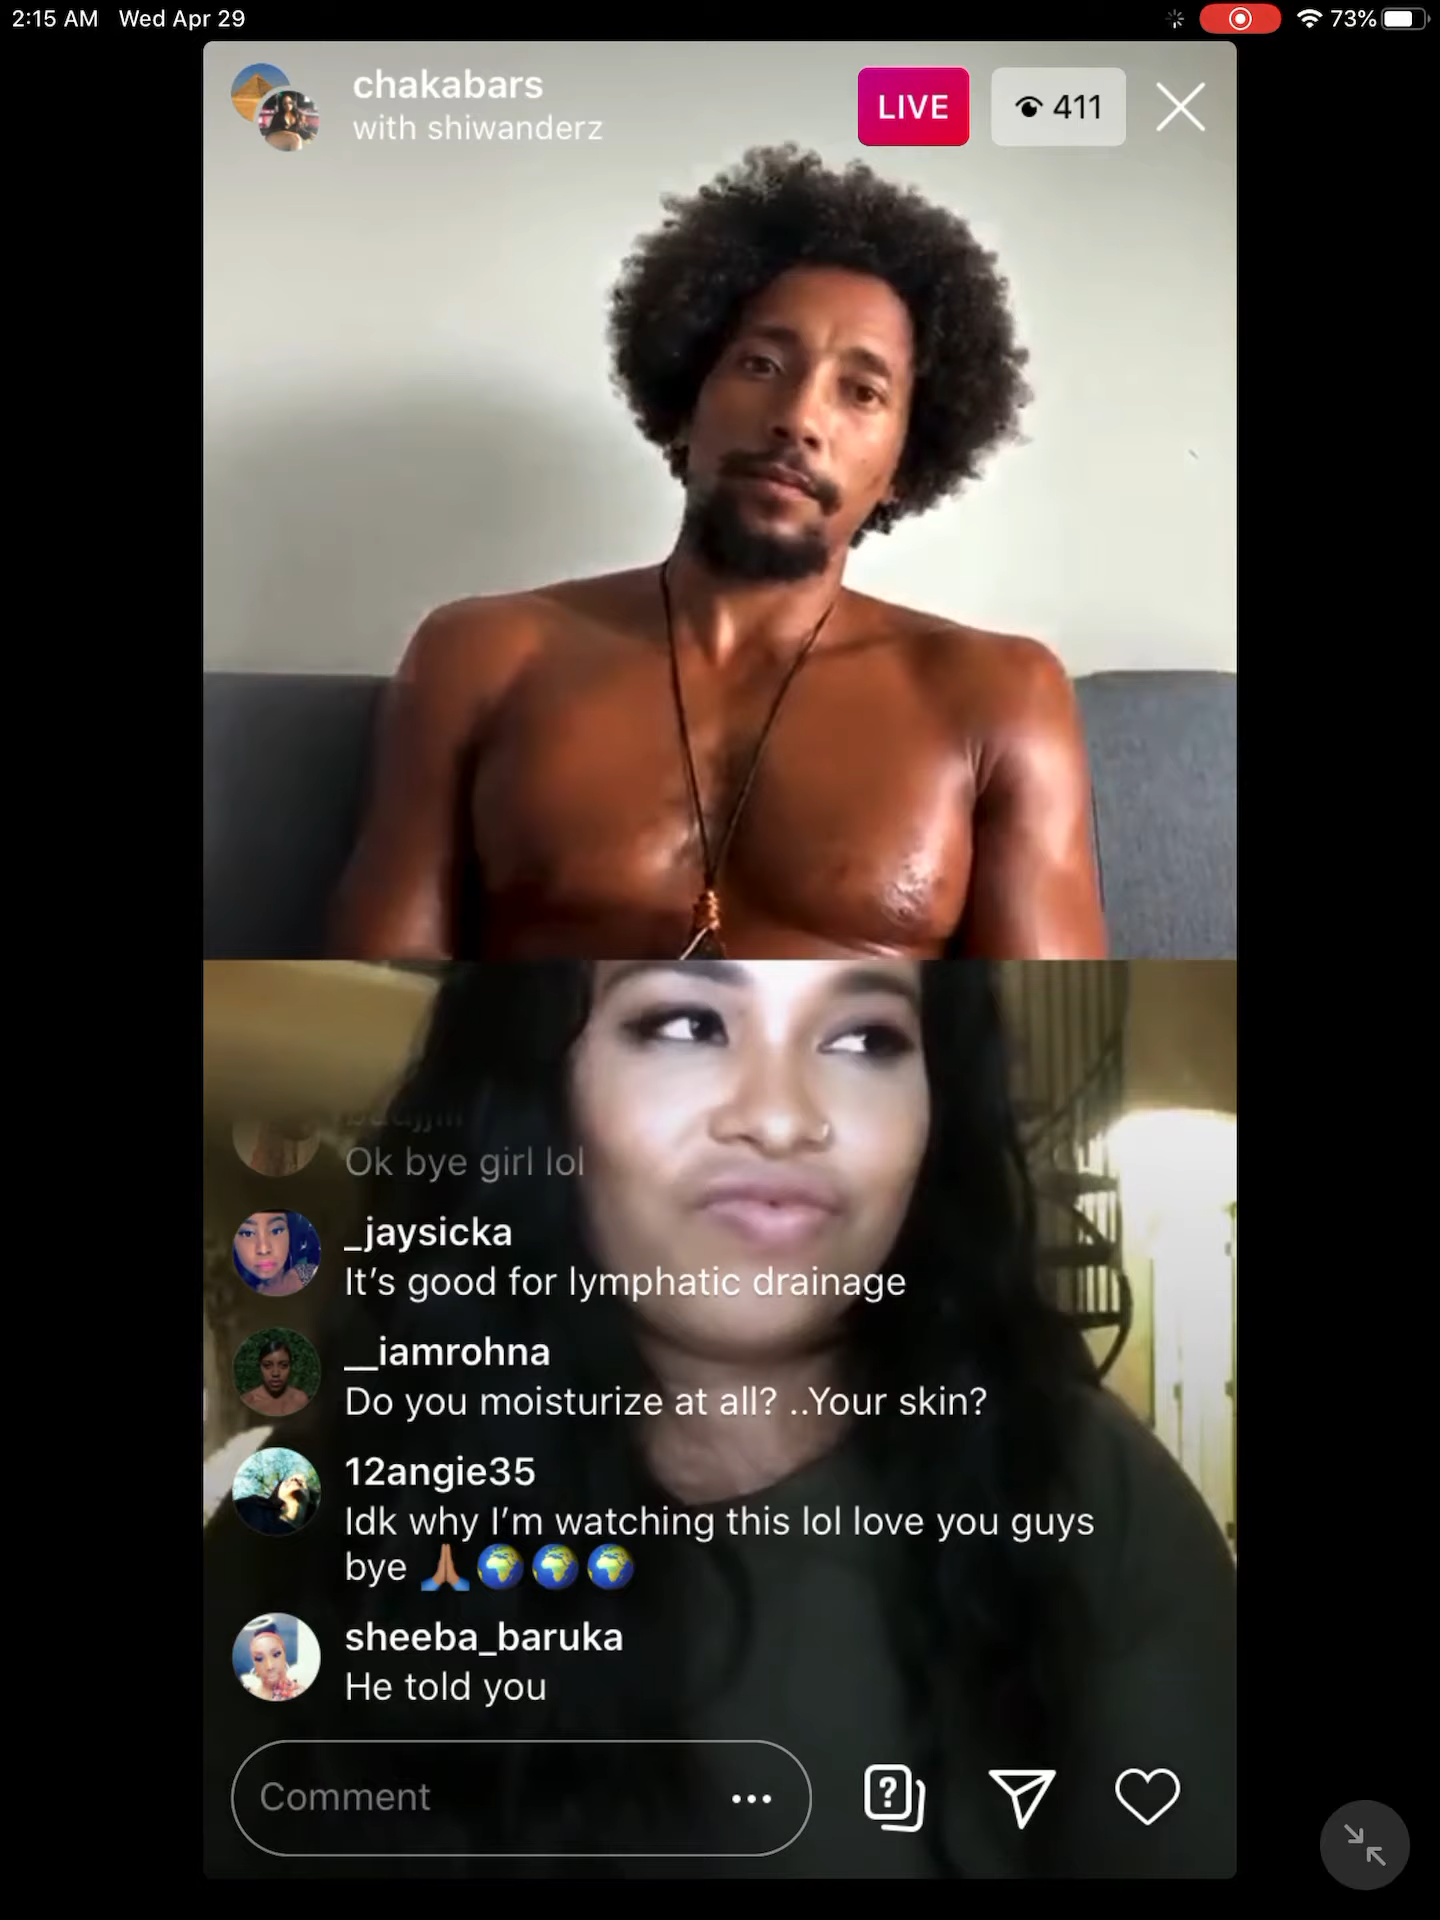 2:15 AM Wed Apr 29
73%
chakabars
with shiwanderz
LIVE
411
Ok bye girl lol
_jaysicka
It's good for lymphatic drainage
__iamrohna
Do you moisturize at all? ..Your skin?
12angie35
Idk why I'm watching this lol love you guys
bye 🙏🏽🌍🌍🌍
sheeba_baruka
He told you
Comment